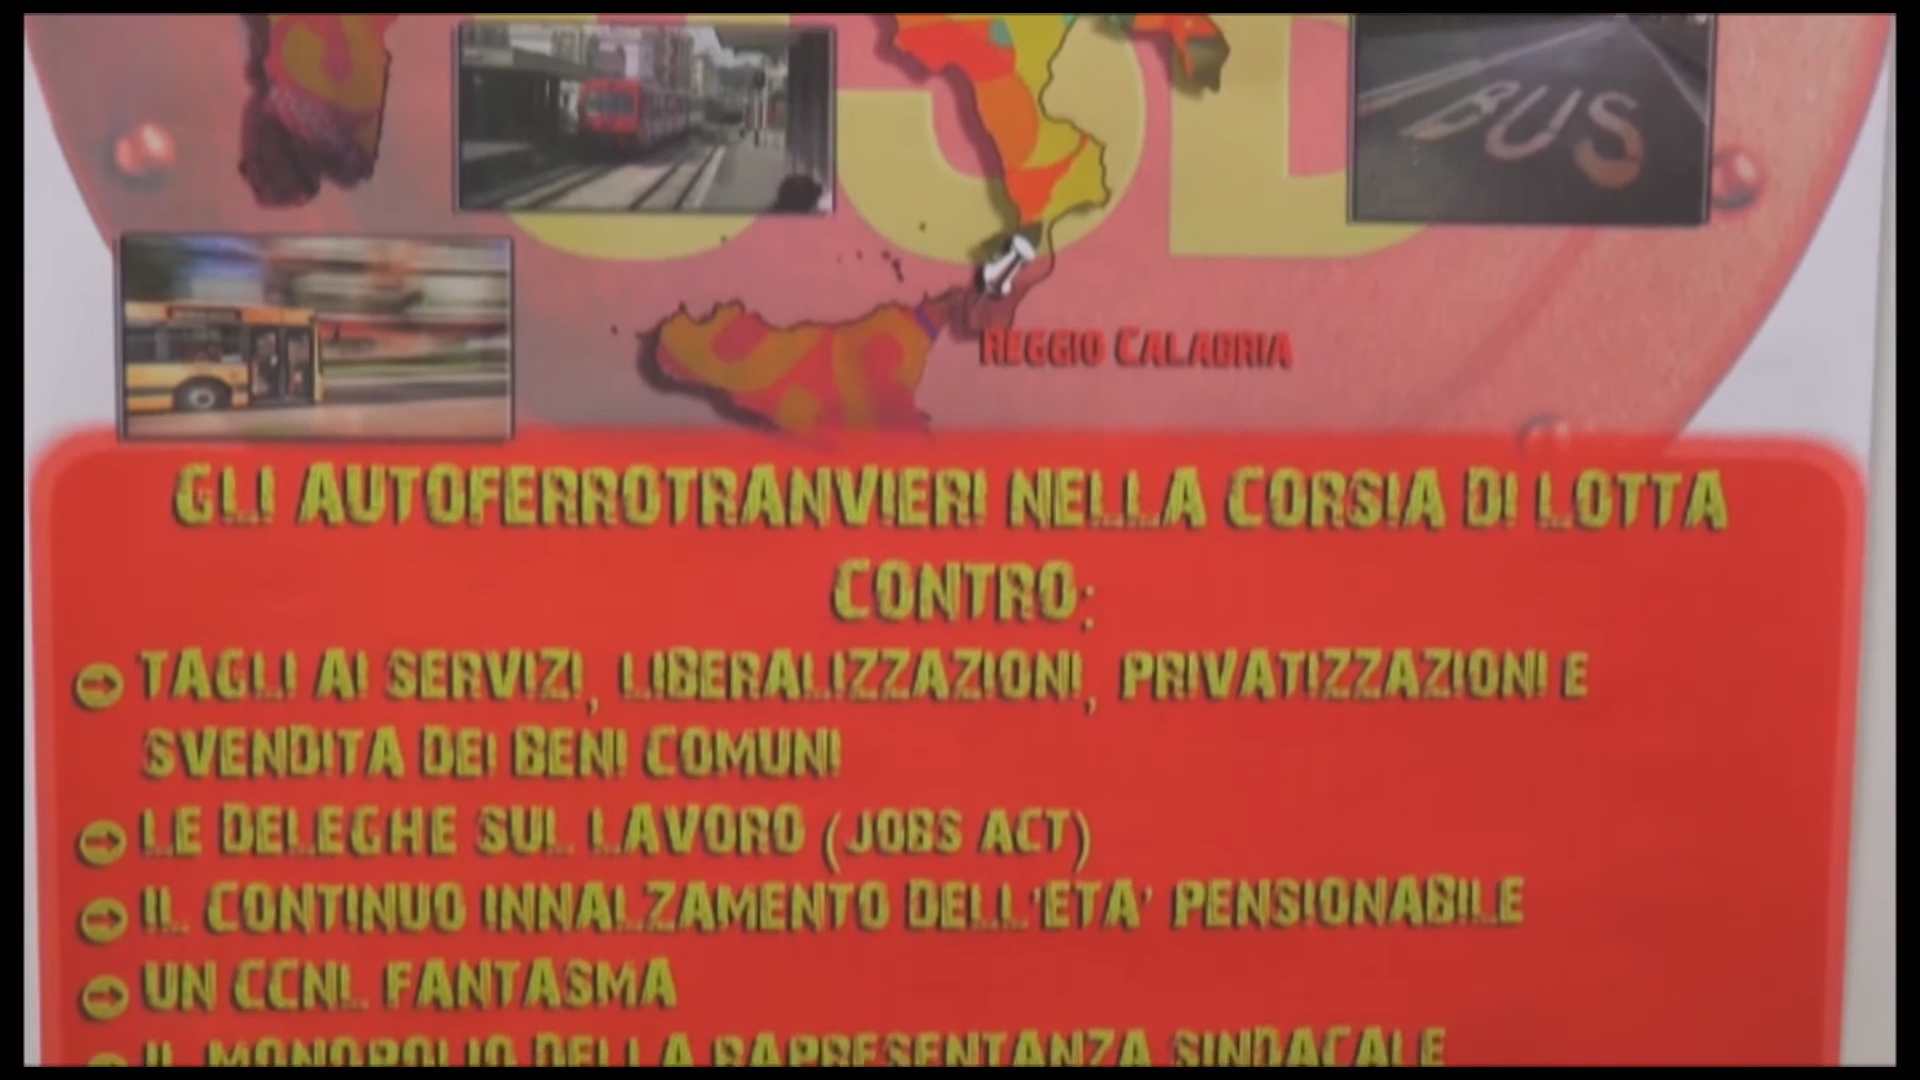 USB
BUS
REGGIO CALABRIA
GLI AUTOFERROTRANVIERI NELLA CORSIA DI LOTTA
CONTRO:
TAGLI AI SERVIZI, LIBERALIZZAZIONI, PRIVATIZZAZIONI E
SVENDITA DEI BENI COMUNI
LE DELEGHE SUL LAVORO (JOBS ACT)
IL CONTINUO INNALZAMENTO DELL'ETA' PENSIONABILE
UN CCNL FANTASMA
IL MONOPOLIO DELLA RAPPRESENTANZA SINDACALE